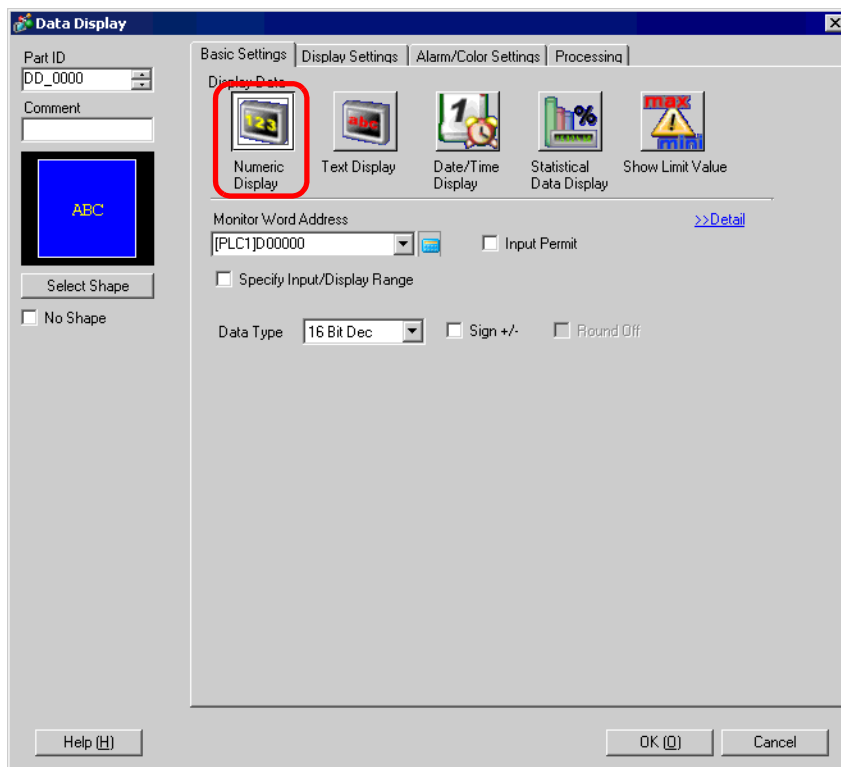 Data Display
Part ID
DD_0000
Comment
ABC
Select Shape
No Shape
Basic Settings
Display Settings
Alarm/Color Settings
Processing
Display Data
123
abc
1
%
max
mini
Numeric
Display
Text Display
Date/Time
Display
Statistical
Data Display
Show Limit Value
Monitor Word Address
>>Detail
[PLC1]D00000
Input Permit
Specify Input/Display Range
Data Type
16 Bit Dec
Sign +/-
Round Off
Help (H)
OK (O)
Cancel